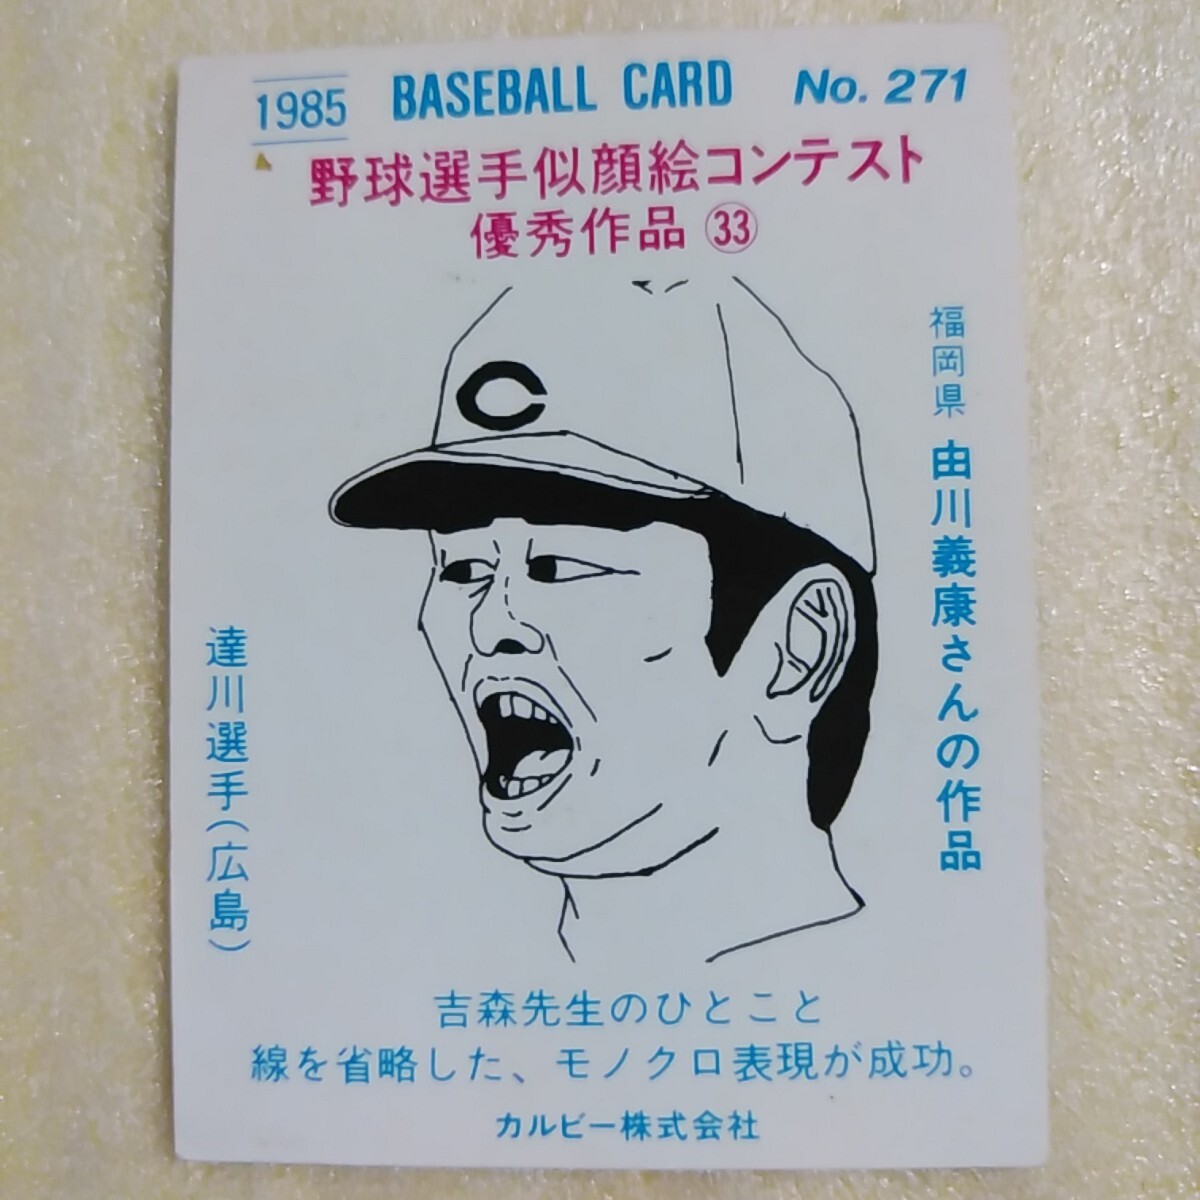 1985 BASEBALL CARD No. 271
野球選手似顔絵コンテスト
優秀作品 ㉝
福岡県 由川義康さんの作品
C
達川選手(広島)
吉森先生のひとこと
線を省略した、モノクロ表現が成功。
カルビー株式会社